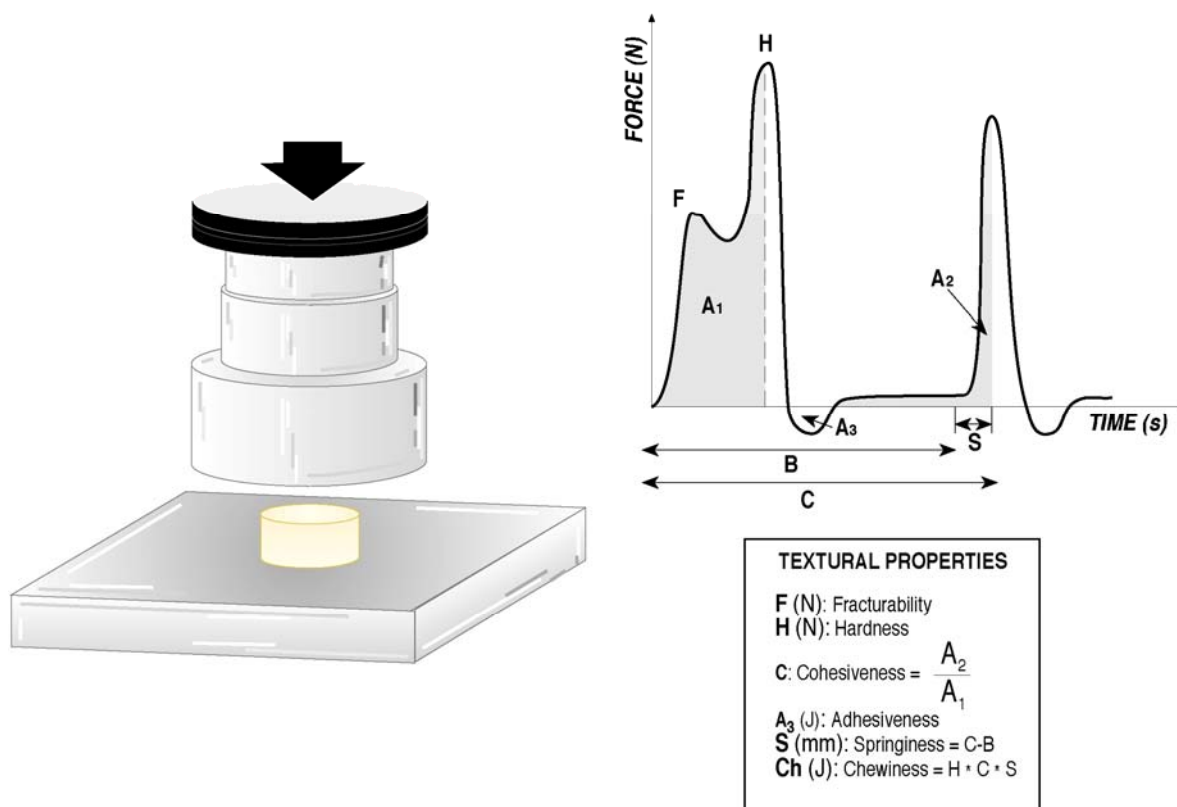 FORCE (N)
H
F
A1
A2
A3
S
TIME (s)
B
C
TEXTURAL PROPERTIES
F (N): Fracturability
H (N): Hardness
C: Cohesiveness = A2
A1
A3 (J): Adhesiveness
S (mm): Springiness = C-B
Ch (J): Chewiness = H * C * S